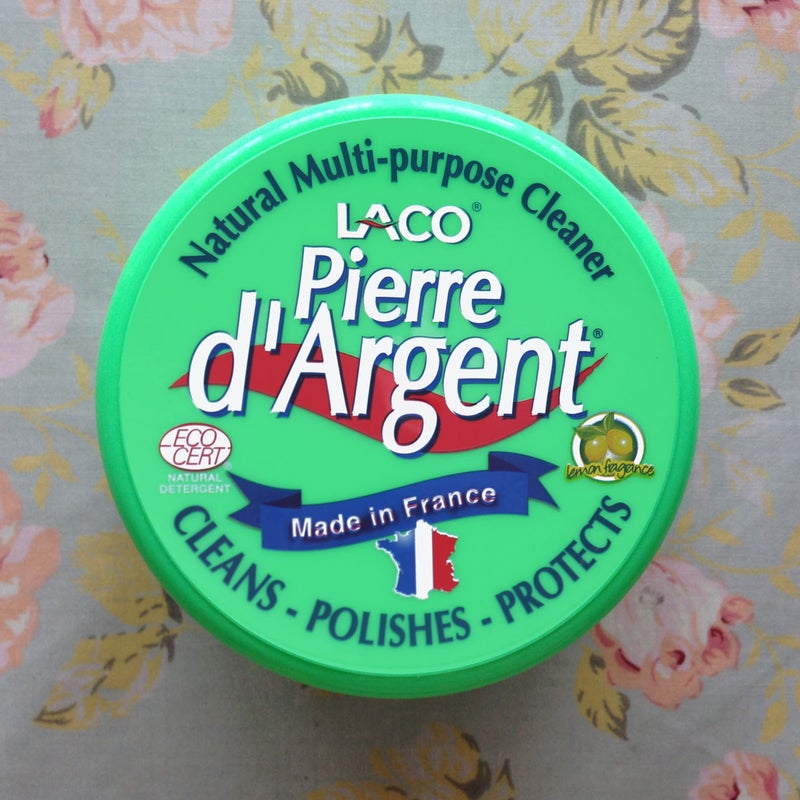 Natural Multi-purpose Cleaner
LACO®
Pierre
d'Argent®
ECO
CERT®
NATURAL
DETERGENT
lemon fragance
Made in France
CLEANS - POLISHES - PROTECTS